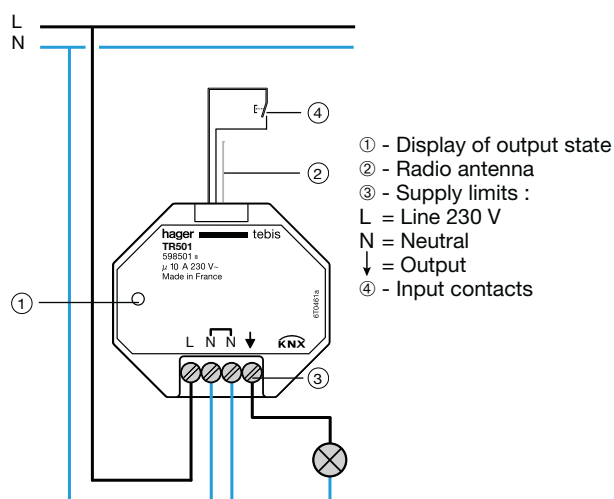 L
N
④
① - Display of output state
② - Radio antenna
③ - Supply limits :
L = Line 230 V
N = Neutral
↓ = Output
④ - Input contacts
②
hager tebis
TR501
598501 s
μ 10 A 230 V~
Made in France
①
6T0461a
L N N ↓
KNX
③